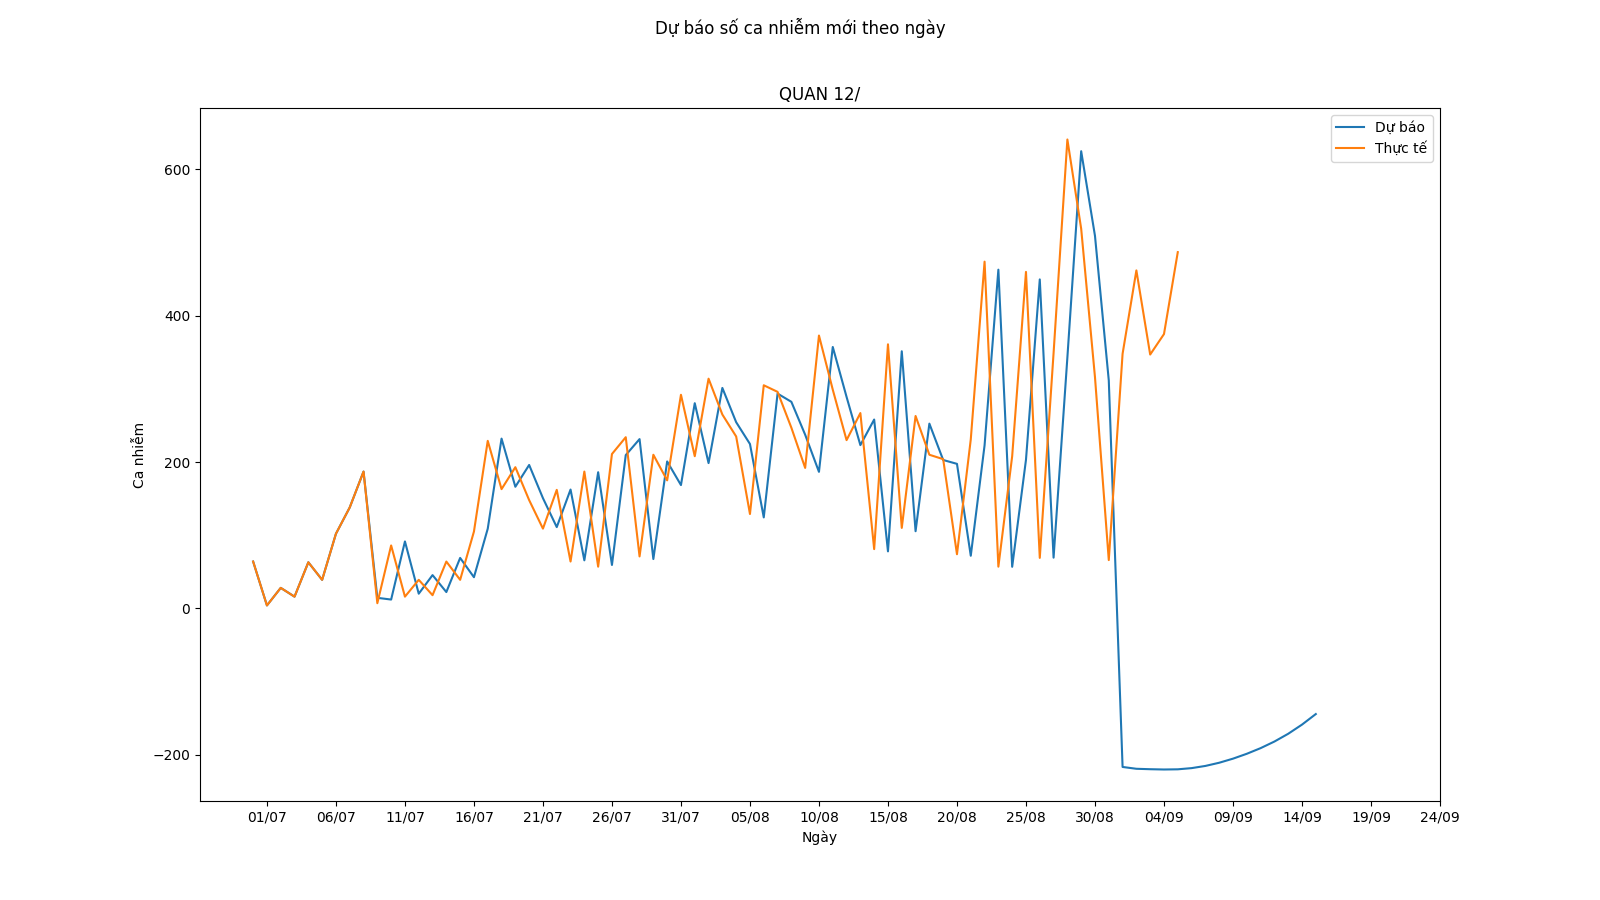 Dự báo số ca nhiễm mới theo ngày
QUAN 12/
Dự báo
Thực tế
600
400
200
0
−200
Ca nhiễm
01/07 06/07 11/07 16/07 21/07 26/07 31/07 05/08 10/08 15/08 20/08 25/08 30/08 04/09 09/09 14/09 19/09 24/09
Ngày